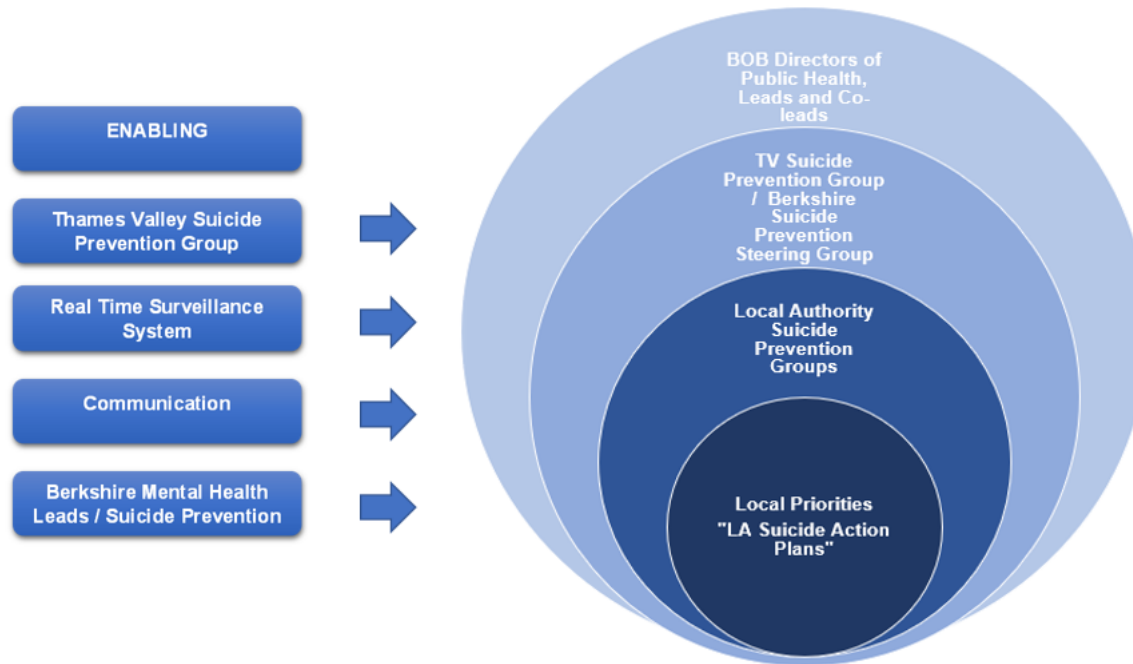 ENABLING
Thames Valley Suicide
Prevention Group
Real Time Surveillance
System
Communication
Berkshire Mental Health
Leads / Suicide Prevention
BOB Directors of
Public Health,
Leads and Co-
leads
TV Suicide
Prevention Group
/ Berkshire
Suicide
Prevention
Steering Group
Local Authority
Suicide
Prevention
Groups
Local Priorities
"LA Suicide Action
Plans"